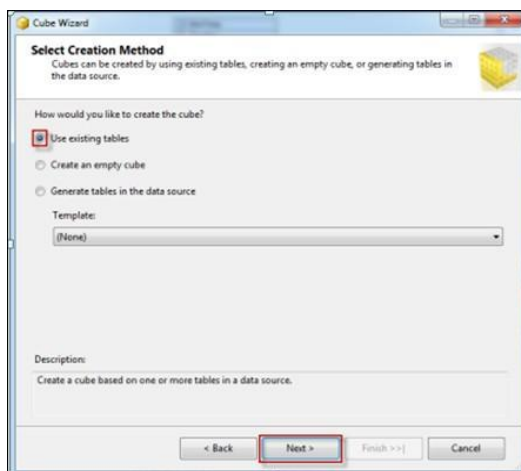 Cube Wizard
Select Creation Method
Cubes can be created by using existing tables, creating an empty cube, or generating tables in
the data source.
How would you like to create the cube?
Use existing tables
Create an empty cube
Generate tables in the data source
Template:
(None)
Description:
Create a cube based on one or more tables in a data source.
< Back
Next >
Finish >>|
Cancel